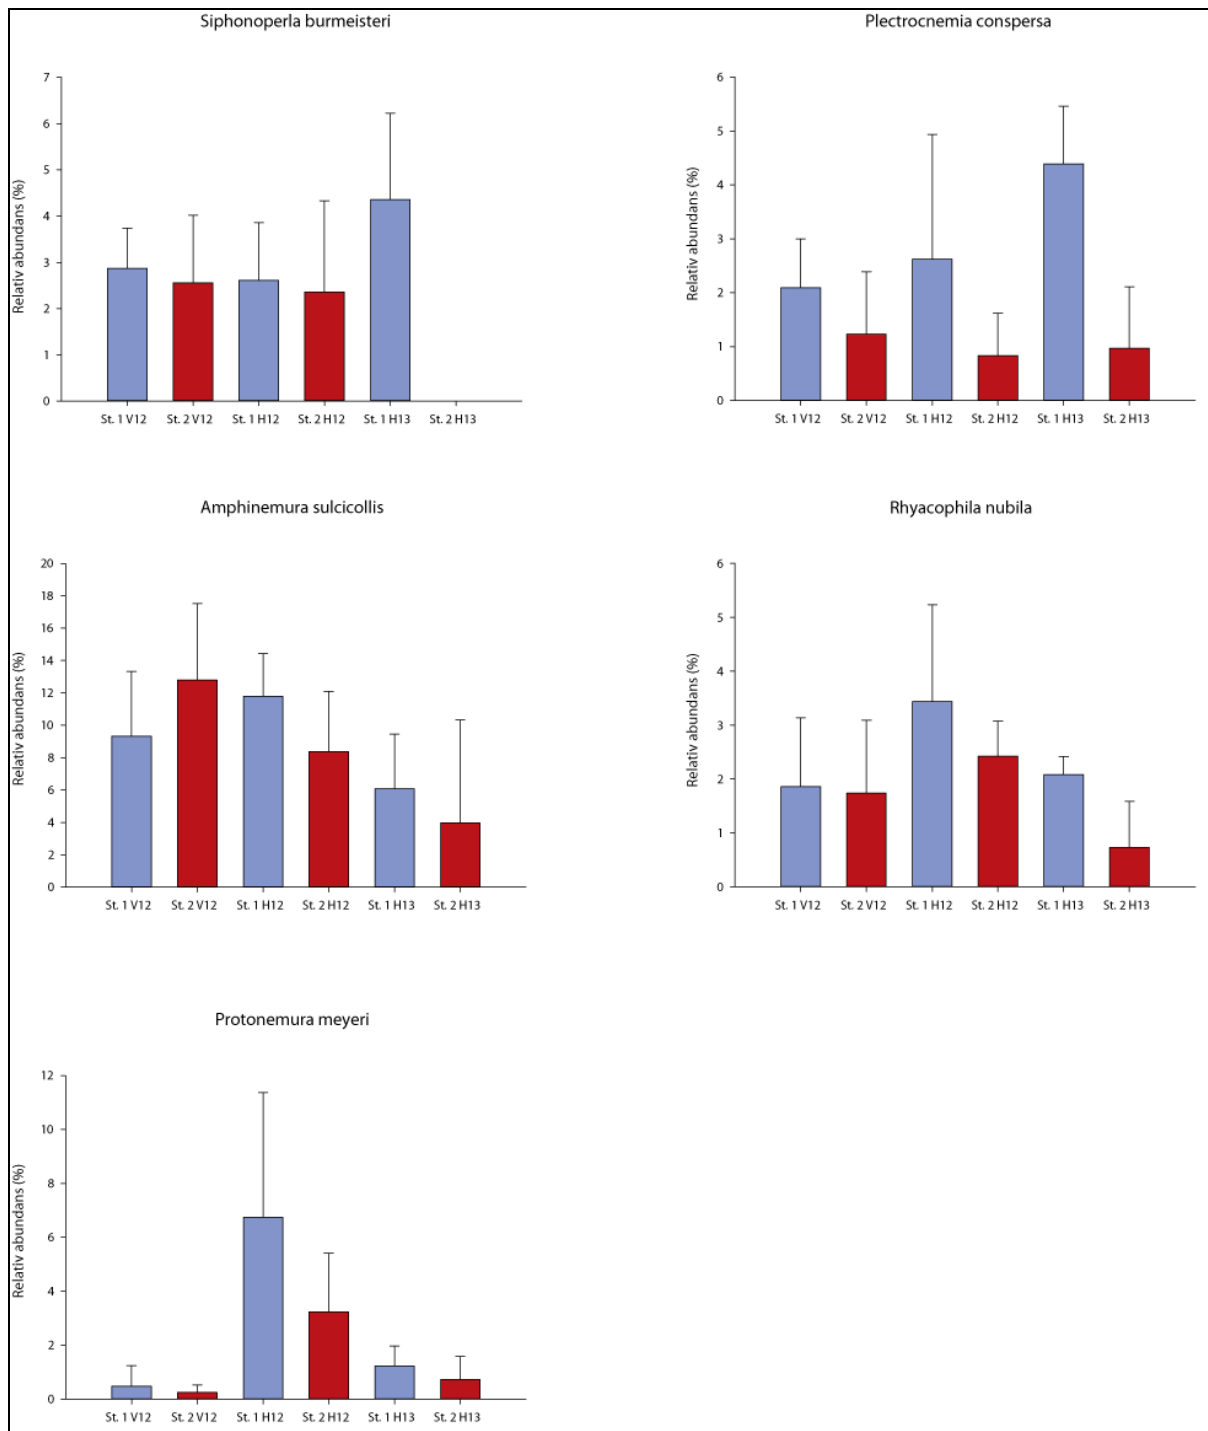 Siphonoperla burmeisteri
Relativ abundans (%)
7
6
5
4
3
2
1
0
St. 1 V12 St. 2 V12 St. 1 H12 St. 2 H12 St. 1 H13 St. 2 H13
Plectrocnemia conspersa
Relativ abundans (%)
6
5
4
3
2
1
0
St. 1 V12 St. 2 V12 St. 1 H12 St. 2 H12 St. 1 H13 St. 2 H13
Amphinemura sulcicollis
Relativ abundans (%)
20
18
16
14
12
10
8
6
4
2
0
St. 1 V12 St. 2 V12 St. 1 H12 St. 2 H12 St. 1 H13 St. 2 H13
Rhyacophila nubila
Relativ abundans (%)
6
5
4
3
2
1
0
St. 1 V12 St. 2 V12 St. 1 H12 St. 2 H12 St. 1 H13 St. 2 H13
Protonemura meyeri
Relativ abundans (%)
12
10
8
6
4
2
0
St. 1 V12 St. 2 V12 St. 1 H12 St. 2 H12 St. 1 H13 St. 2 H13